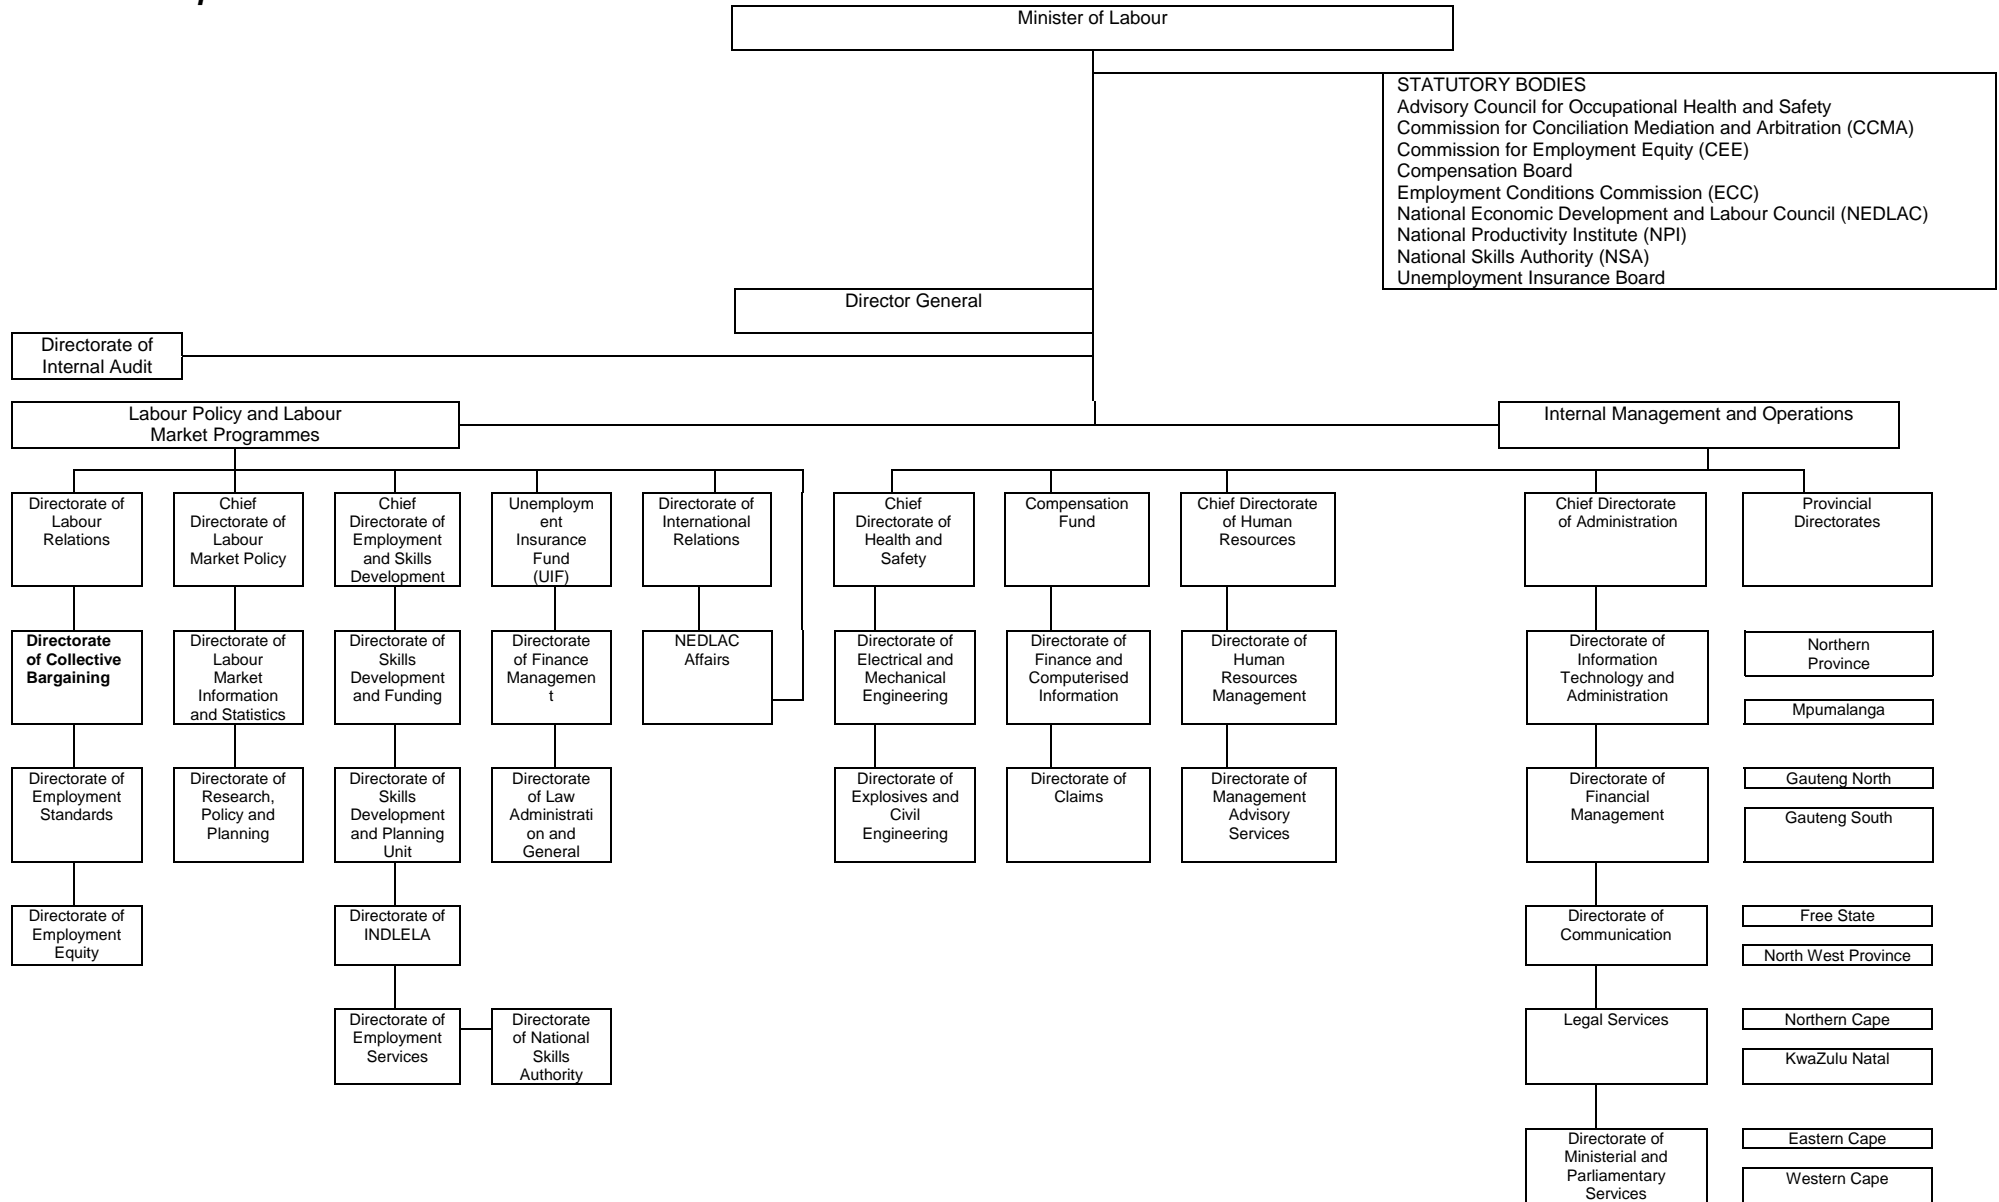 Minister of Labour
STATUTORY BODIES
Advisory Council for Occupational Health and Safety
Commission for Conciliation Mediation and Arbitration (CCMA)
Commission for Employment Equity (CEE)
Compensation Board
Employment Conditions Commission (ECC)
National Economic Development and Labour Council (NEDLAC)
National Productivity Institute (NPI)
National Skills Authority (NSA)
Unemployment Insurance Board
Director General
Directorate of
Internal Audit
Labour Policy and Labour
Market Programmes
Internal Management and Operations
Directorate of
Labour
Relations
Chief
Directorate of
Labour
Market Policy
Chief
Directorate of
Employment
and Skills
Development
Unemploym
ent
Insurance
Fund
(UIF)
Directorate of
International
Relations
Chief
Directorate of
Health and
Safety
Compensation
Fund
Chief Directorate
of Human
Resources
Chief Directorate
of Administration
Provincial
Directorates
Directorate
of Collective
Bargaining
Directorate of
Labour
Market
Information
and Statistics
Directorate of
Skills
Development
and Funding
Directorate
of Finance
Managemen
t
NEDLAC
Affairs
Directorate of
Electrical and
Mechanical
Engineering
Directorate of
Finance and
Computerised
Information
Directorate of
Human
Resources
Management
Directorate of
Information
Technology and
Administration
Northern
Province
Mpumalanga
Directorate of
Employment
Standards
Directorate of
Research,
Policy and
Planning
Directorate of
Skills
Development
and Planning
Unit
Directorate
of Law
Administrati
on and
General
Directorate of
Explosives and
Civil
Engineering
Directorate of
Claims
Directorate of
Management
Advisory
Services
Directorate of
Financial
Management
Gauteng North
Gauteng South
Directorate of
Employment
Equity
Directorate of
INDLELA
Directorate of
Communication
Free State
North West Province
Directorate of
Employment
Services
Directorate
of National
Skills
Authority
Legal Services
Northern Cape
KwaZulu Natal
Directorate of
Ministerial and
Parliamentary
Services
Eastern Cape
Western Cape